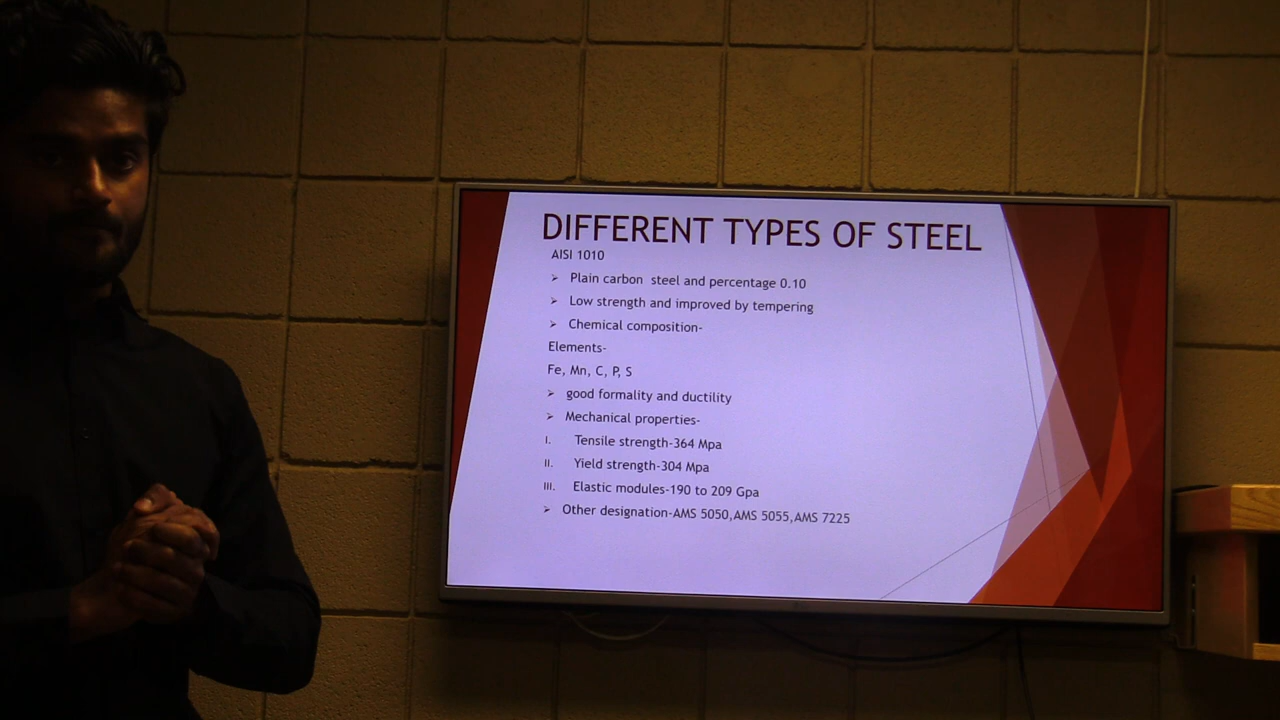 DIFFERENT TYPES OF STEEL
AISI 1010
➢ Plain carbon steel and percentage 0.10
➢ Low strength and improved by tempering
➢ Chemical composition-
Elements-
Fe, Mn, C, P, S
➢ good formality and ductility
➢ Mechanical properties-
I. Tensile strength-364 Mpa
II. Yield strength-304 Mpa
III. Elastic modules-190 to 209 Gpa
➢ Other designation-AMS 5050,AMS 5055,AMS 7225